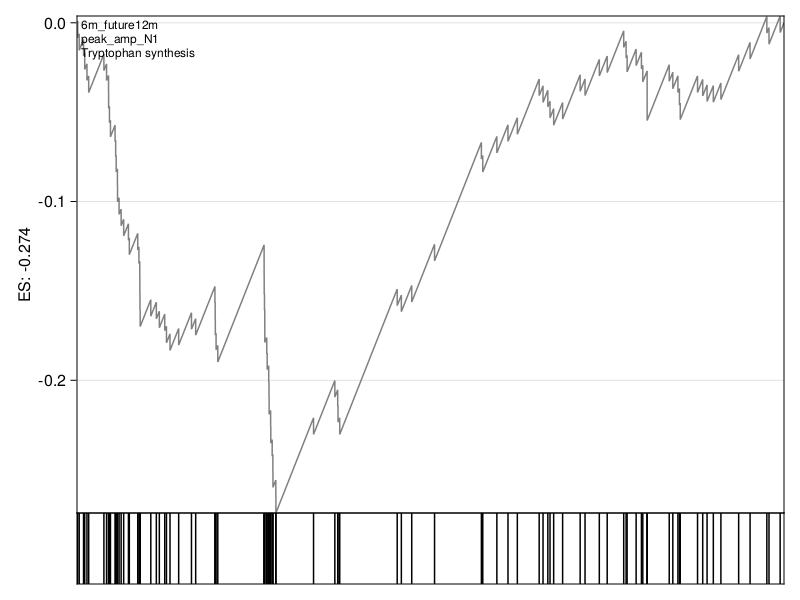 0.0
6m_future12m
peak_amp_N1
Tryptophan synthesis
-0.1
-0.2
ES: -0.274